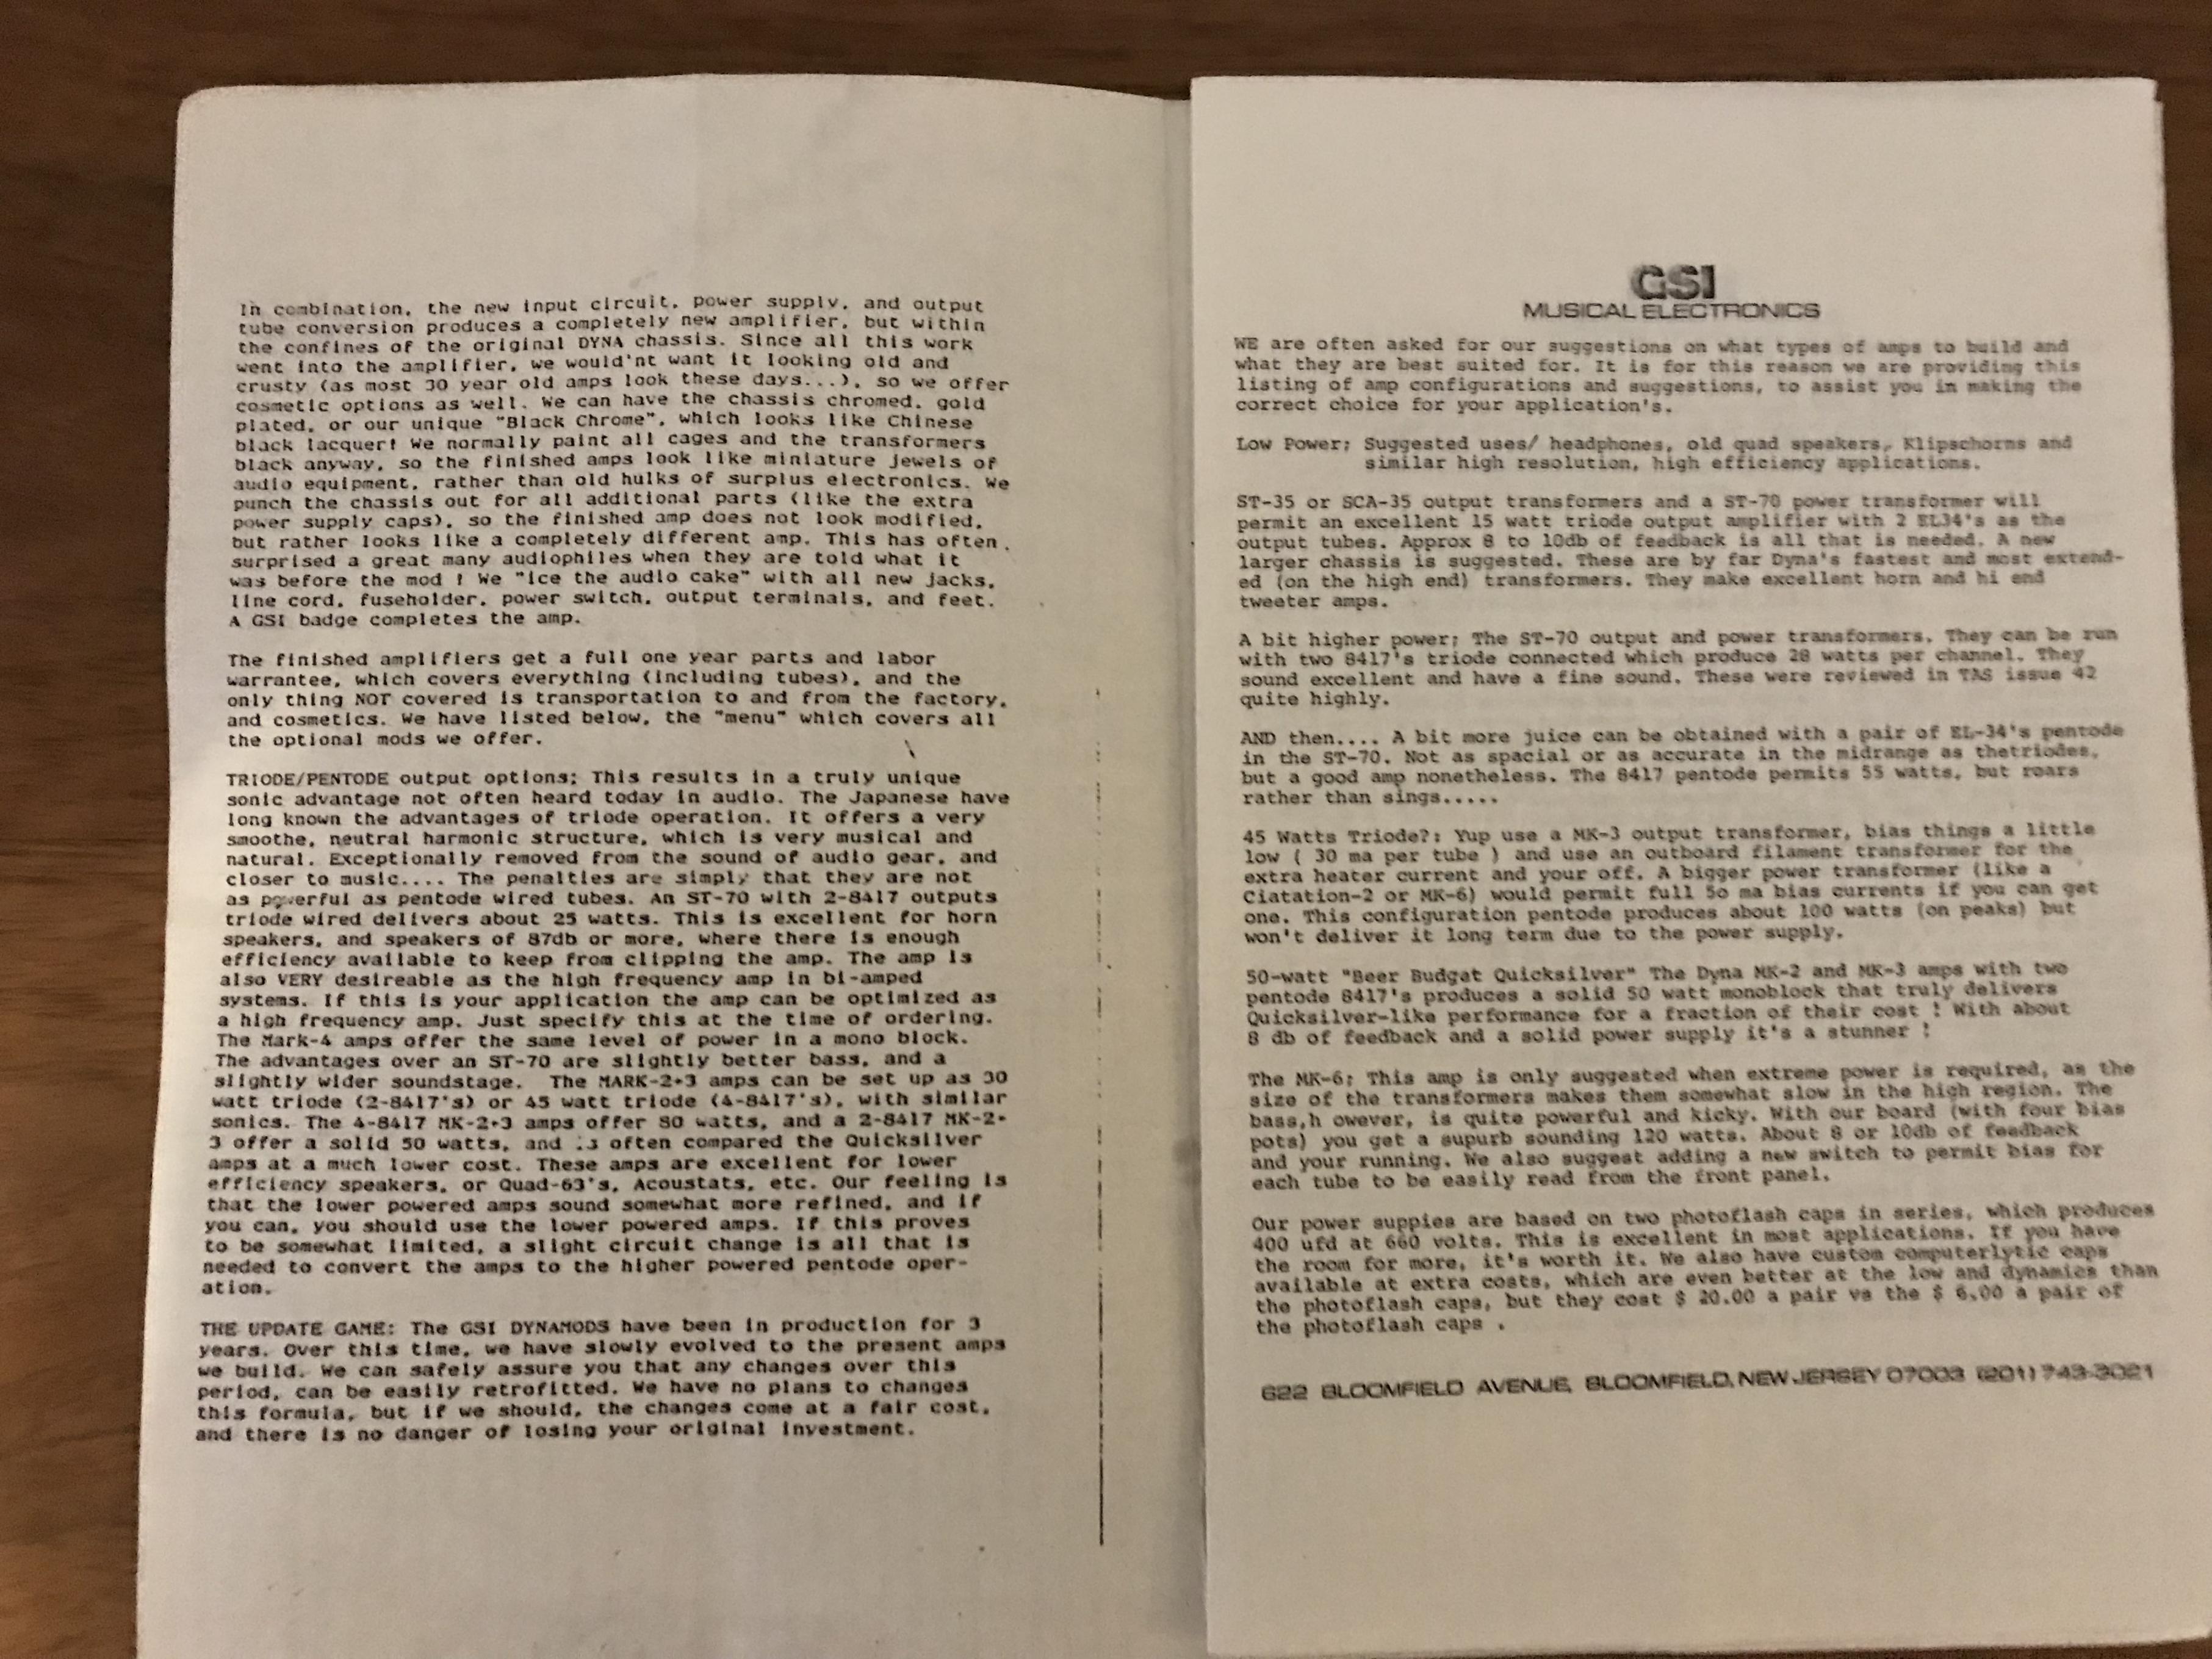 In combination, the new input circuit, power supply, and output
tube conversion produces a completely new amplifier, but within
the confines of the original DYNA chassis. Since all this work
went into the amplifier, we would'nt want it looking old and
crusty (as most 30 year old amps look these days...), so we offer
cosmetic options as well. We can have the chassis chromed, gold
plated, or our unique "Black Chrome", which looks like Chinese
black lacquer! We normally paint all cages and the transformers
black anyway, so the finished amps look like miniature jewels of
audio equipment, rather than old hulks of surplus electronics. We
punch the chassis out for all additional parts (like the extra
power supply caps), so the finished amp does not look modified,
but rather looks like a completely different amp. This has often
surprised a great many audiophiles when they are told what it
was before the mod ! We "ice the audio cake" with all new jacks,
line cord, fuseholder, power switch, output terminals, and feet.
A GSI badge completes the amp.
The finished amplifiers get a full one year parts and labor
warrantee, which covers everything (including tubes), and the
only thing NOT covered is transportation to and from the factory,
and cosmetics. We have listed below, the "menu" which covers all
the optional mods we offer.
TRIODE/PENTODE output options; This results in a truly unique
sonic advantage not often heard today in audio. The Japanese have
long known the advantages of triode operation. It offers a very
smoothe, neutral harmonic structure, which is very musical and
natural. Exceptionally removed from the sound of audio gear, and
closer to music.... The penalties are simply that they are not
as powerful as pentode wired tubes. An ST-70 with 2-8417 outputs
triode wired delivers about 25 watts. This is excellent for horn
speakers, and speakers of 87db or more, where there is enough
efficiency available to keep from clipping the amp. The amp is
also VERY desireable as the high frequency amp in bi-amped
systems. If this is your application the amp can be optimized as
a high frequency amp. Just specify this at the time of ordering.
The Mark-4 amps offer the same level of power in a mono block.
The advantages over an ST-70 are slightly better bass, and a
slightly wider soundstage. The MARK-2+3 amps can be set up as 30
watt triode (2-8417's) or 45 watt triode (4-8417's), with similar
sonics. The 4-8417 MK-2+3 amps offer 80 watts, and a 2-8417 MK-2+
3 offer a solid 50 watts, and is often compared the Quicksilver
amps at a much lower cost. These amps are excellent for lower
efficiency speakers, or Quad-63's, Acoustats, etc. Our feeling is
that the lower powered amps sound somewhat more refined, and if
you can, you should use the lower powered amps. If this proves
to be somewhat limited, a slight circuit change is all that is
needed to convert the amps to the higher powered pentode oper-
ation.
THE UPDATE GAME: The GSI DYNAMODS have been in production for 3
years. Over this time, we have slowly evolved to the present amps
we build. We can safely assure you that any changes over this
period, can be easily retrofitted. We have no plans to changes
this formula, but if we should, the changes come at a fair cost,
and there is no danger of losing your original investment.
GSI
MUSICAL ELECTRONICS
WE are often asked for our suggestions on what types of amps to build and
what they are best suited for. It is for this reason we are providing this
listing of amp configurations and suggestions, to assist you in making the
correct choice for your application's.
Low Power; Suggested uses/ headphones, old quad speakers, Klipschorns and
similar high resolution, high efficiency applications.
ST-35 or SCA-35 output transformers and a ST-70 power transformer will
permit an excellent 15 watt triode output amplifier with 2 EL34's as the
output tubes. Approx 8 to 10db of feedback is all that is needed. A new
larger chassis is suggested. These are by far Dyna's fastest and most extend-
ed (on the high end) transformers. They make excellent horn and hi end
tweeter amps.
A bit higher power; The ST-70 output and power transformers. They can be run
with two 8417's triode connected which produce 28 watts per channel. They
sound excellent and have a fine sound. These were reviewed in TAS issue 42
quite highly.
AND then.... A bit more juice can be obtained with a pair of EL-34's pentode
in the ST-70. Not as spacial or as accurate in the midrange as thetriodes,
but a good amp nonetheless. The 8417 pentode permits 55 watts, but roars
rather than sings.....
45 Watts Triode?: Yup use a MK-3 output transformer, bias things a little
low ( 30 ma per tube ) and use an outboard filament transformer for the
extra heater current and your off. A bigger power transformer (like a
Ciatation-2 or MK-6) would permit full 5o ma bias currents if you can get
one. This configuration pentode produces about 100 watts (on peaks) but
won't deliver it long term due to the power supply.
50-watt "Beer Budget Quicksilver" The Dyna MK-2 and MK-3 amps with two
pentode 8417's produces a solid 50 watt monoblock that truly delivers
Quicksilver-like performance for a fraction of their cost ! With about
8 db of feedback and a solid power supply it's a stunner !
The MK-6; This amp is only suggested when extreme power is required, as the
size of the transformers makes them somewhat slow in the high region. The
bass,h owever, is quite powerful and kicky. With our board (with four bias
pots) you get a supurb sounding 120 watts. About 8 or 10db of feedback
and your running. We also suggest adding a new switch to permit bias for
each tube to be easily read from the front panel.
Our power suppies are based on two photoflash caps in series, which produces
400 ufd at 660 volts. This is excellent in most applications. If you have
the room for more, it's worth it. We also have custom computerlytic caps
available at extra costs, which are even better at the low and dynamics than
the photoflash caps, but they cost $ 20.00 a pair vs the $ 6.00 a pair of
the photoflash caps .
622 BLOOMFIELD AVENUE, BLOOMFIELD, NEW JERSEY 07003 (201) 743-3021